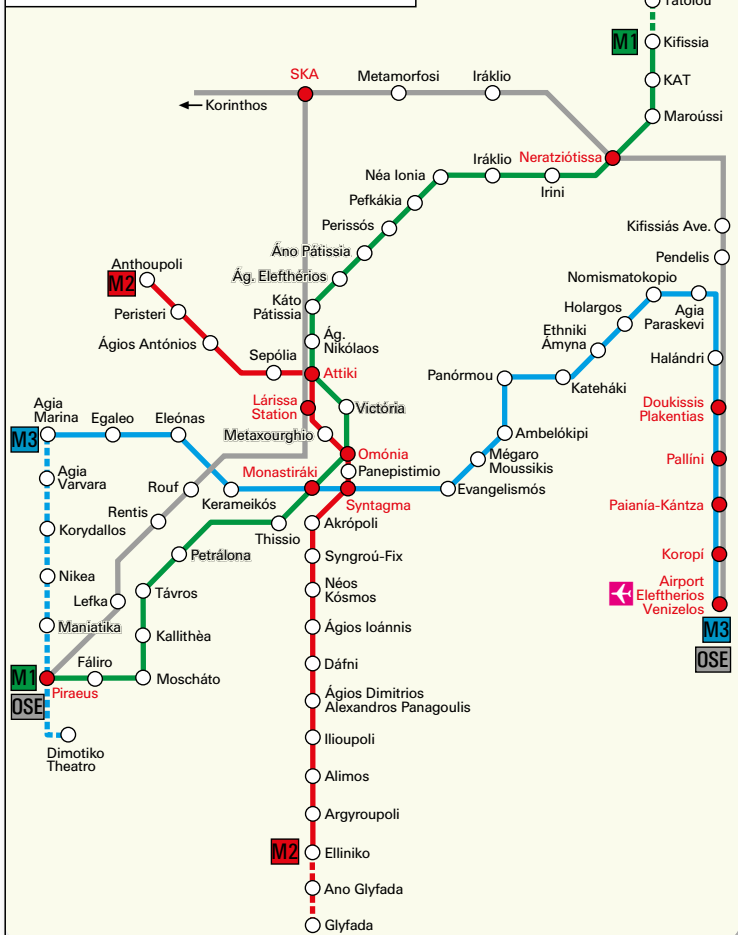 Tatoïou
M1
Kifissia
KAT
Maroússi
SKA
Metamorfosi
Iráklio
Korinthos
Neratziótissa
Iráklio
Irini
Néa Ionia
Pefkákia
Perissós
Áno Pátissia
Ág. Elefthérios
Káto
Pátissia
Ág.
Nikólaos
Kifissiás Ave.
Pendelis
Anthoupoli
M2
Peristeri
Ágios Antónios
Sepólia
Attiki
Nomismatokopio
Holargos
Agia
Paraskevi
Ethniki
Ámyna
Halándri
Panórmou
Kateháki
Lárissa
Station
Victória
Doukissis
Plakentias
Agia
Marina
M3
Egaleo
Eleónas
Metaxourghio
Omónia
Ambelókipi
Mégaro
Moussikis
Pallíni
Agia
Varvara
Monastiráki
Panepistimio
Rouf
Kerameikós
Syntagma
Evangelismós
Paianía-Kántza
Rentis
Korydallos
Thissio
Akrópoli
Petrálona
Syngroú-Fix
Koropí
Nikea
Távros
Néos
Kósmos
Airport
Eleftherios
Venizelos
Lefka
Maniatika
Kallithèa
Ágios Ioánnis
M3
OSE
Fáliro
Moscháto
Dáfni
M1
Piraeus
OSE
Ágios Dimitrios
Alexandros Panagoulis
Dimotiko
Theatro
Ilioupoli
Alimos
Argyroupoli
M2
Elliniko
Ano Glyfada
Glyfada